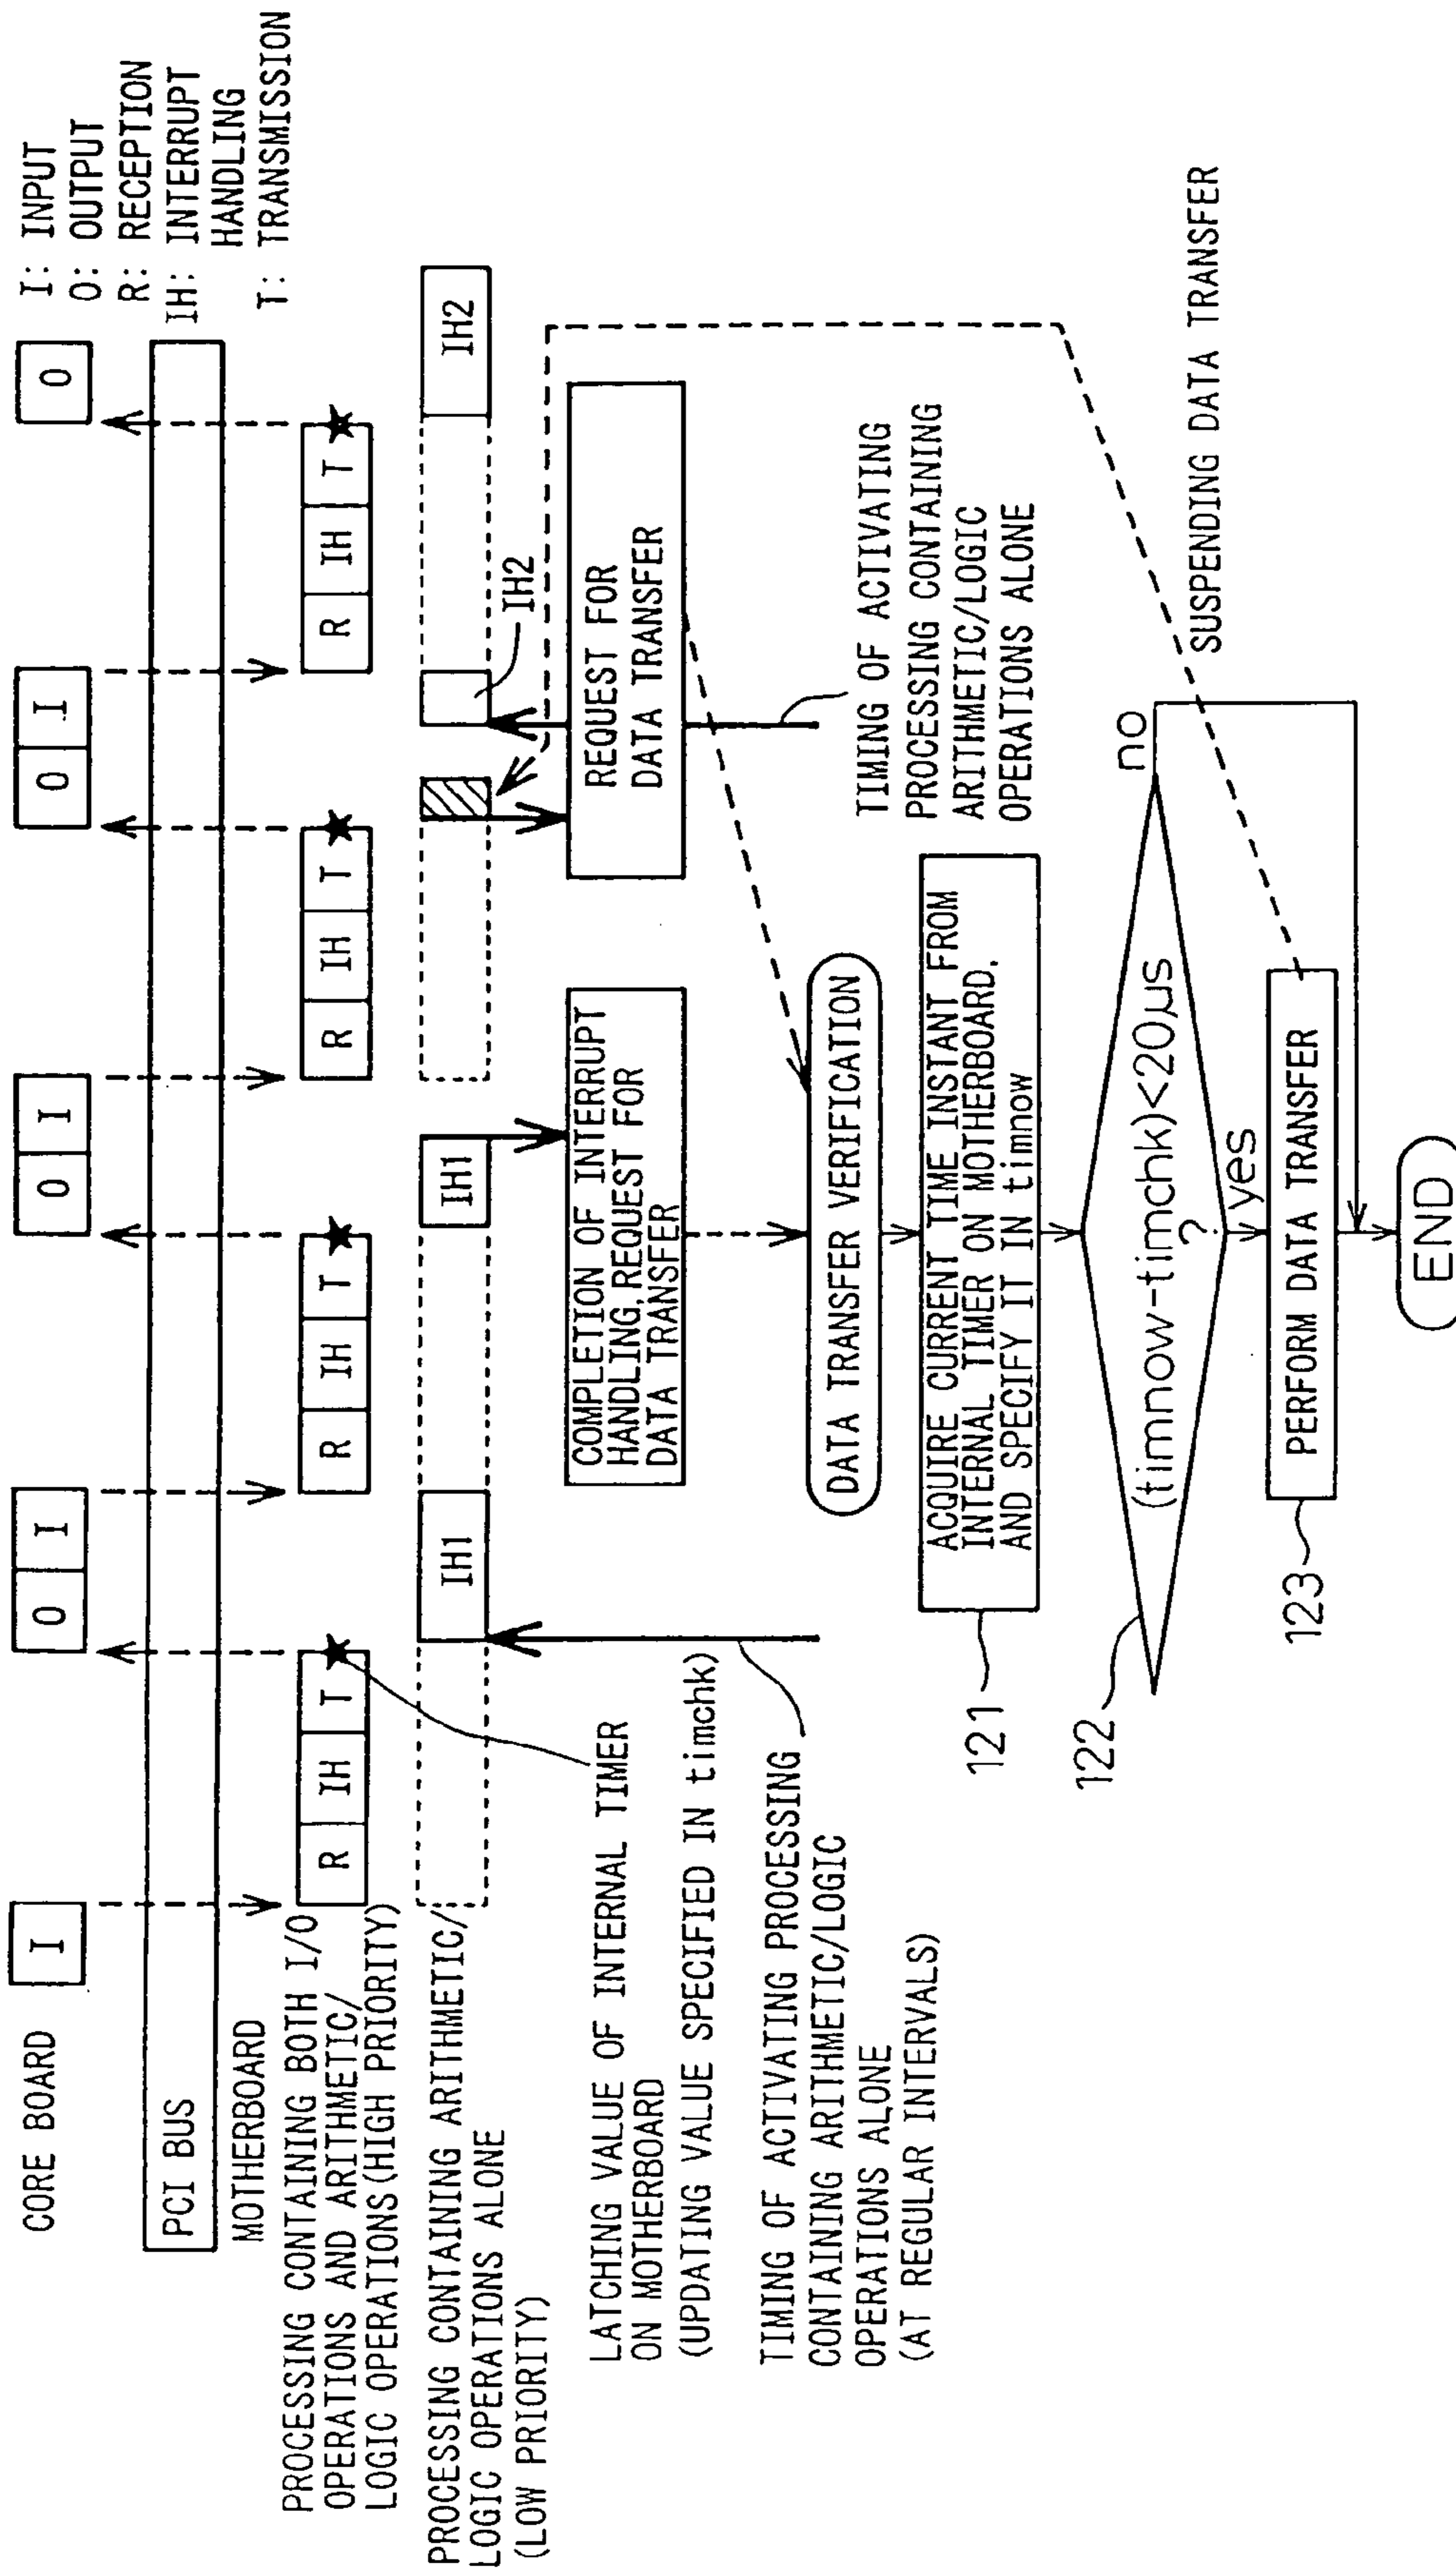 I: INPUT
O: OUTPUT
R: RECEPTION
IH: INTERRUPT
HANDLING
T: TRANSMISSION
CORE BOARD
I
O I
O I
O I
O
PCI BUS
MOTHERBOARD
PROCESSING CONTAINING BOTH I/O
OPERATIONS AND ARITHMETIC/
LOGIC OPERATIONS(HIGH PRIORITY)
R IH T
R IH T
R IH T
R IH T
PROCESSING CONTAINING ARITHMETIC/
LOGIC OPERATIONS ALONE
(LOW PRIORITY)
IH1
IH1
IH2
IH2
LATCHING VALUE OF INTERNAL TIMER
ON MOTHERBOARD
(UPDATING VALUE SPECIFIED IN timchk)
COMPLETION OF INTERRUPT
HANDLING,REQUEST FOR
DATA TRANSFER
REQUEST FOR
DATA TRANSFER
TIMING OF ACTIVATING PROCESSING
CONTAINING ARITHMETIC/LOGIC
OPERATIONS ALONE
(AT REGULAR INTERVALS)
DATA TRANSFER VERIFICATION
TIMING OF ACTIVATING
PROCESSING CONTAINING
ARITHMETIC/LOGIC
OPERATIONS ALONE
121
ACQUIRE CURRENT TIME INSTANT FROM
INTERNAL TIMER ON MOTHERBOARD,
AND SPECIFY IT IN timnow
122
(timnow-timchk)<20μs
?
no
yes
SUSPENDING DATA TRANSFER
123
PERFORM DATA TRANSFER
END